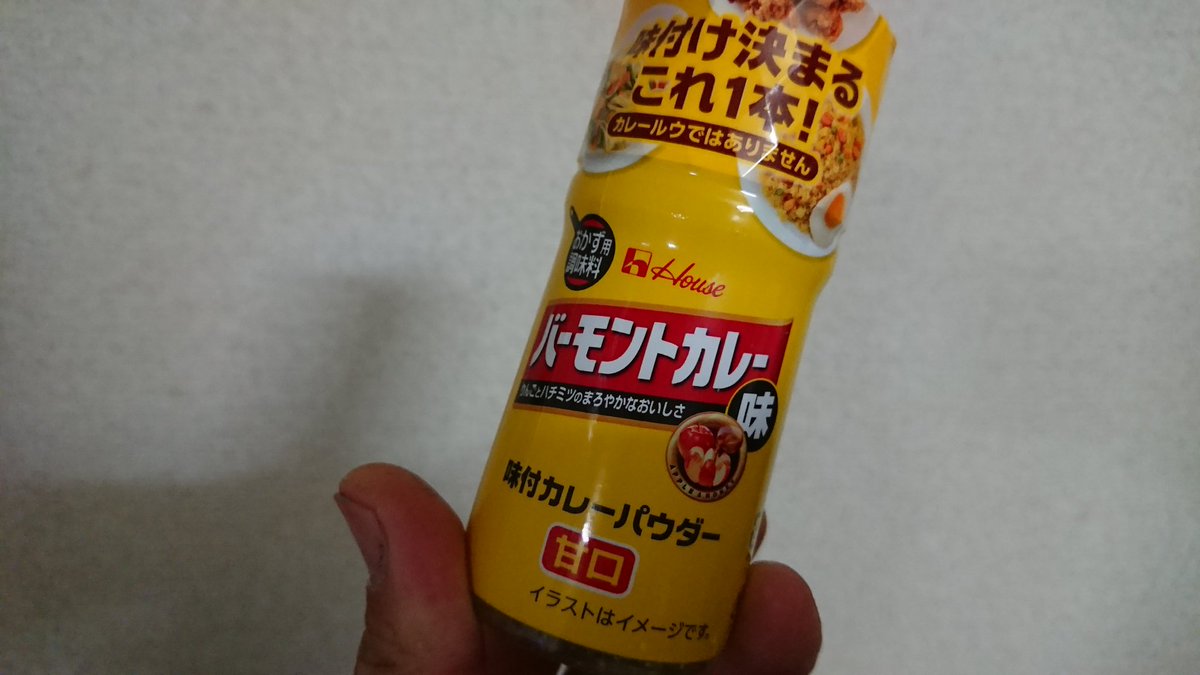 味付け決まる
これ1本!
カレールウではありません
おかず用
調味料
House
バーモントカレー
味
りんごとハチミツのまろやかなおいしさ
APPLE & HONEY
味付カレーパウダー
甘口
イラストはイメージです。